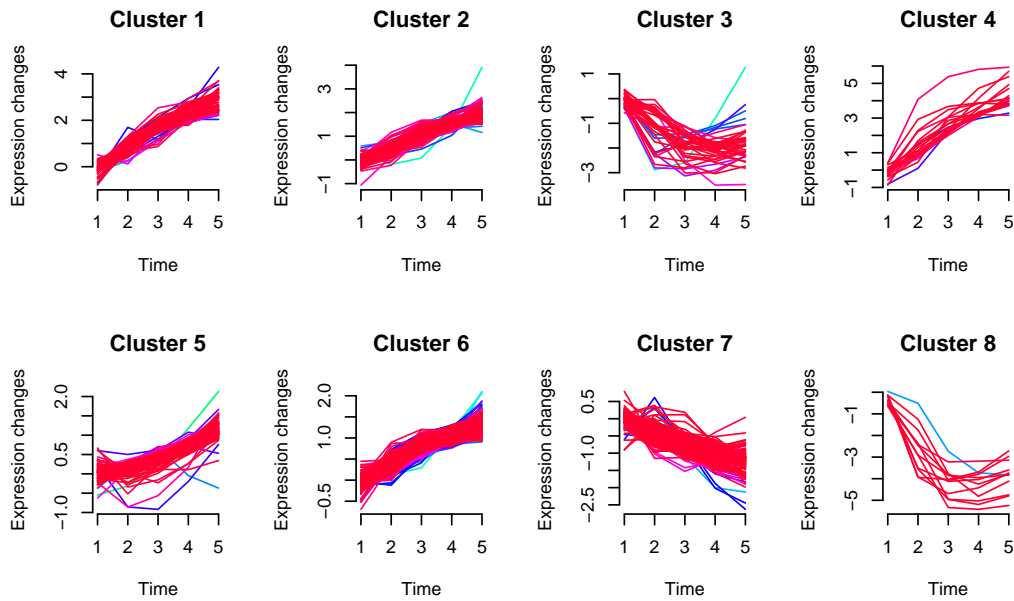 Cluster 1
Expression changes
4
2
0
1 2 3 4 5
Time
Cluster 2
Expression changes
3
1
−1
1 2 3 4 5
Time
Cluster 3
Expression changes
1
−1
−3
1 2 3 4 5
Time
Cluster 4
Expression changes
5
3
1
−1
1 2 3 4 5
Time
Cluster 5
Expression changes
2.0
0.5
−1.0
1 2 3 4 5
Time
Cluster 6
Expression changes
2.0
1.0
−0.5
1 2 3 4 5
Time
Cluster 7
Expression changes
0.5
−1.0
−2.5
1 2 3 4 5
Time
Cluster 8
Expression changes
−1
−3
−5
1 2 3 4 5
Time